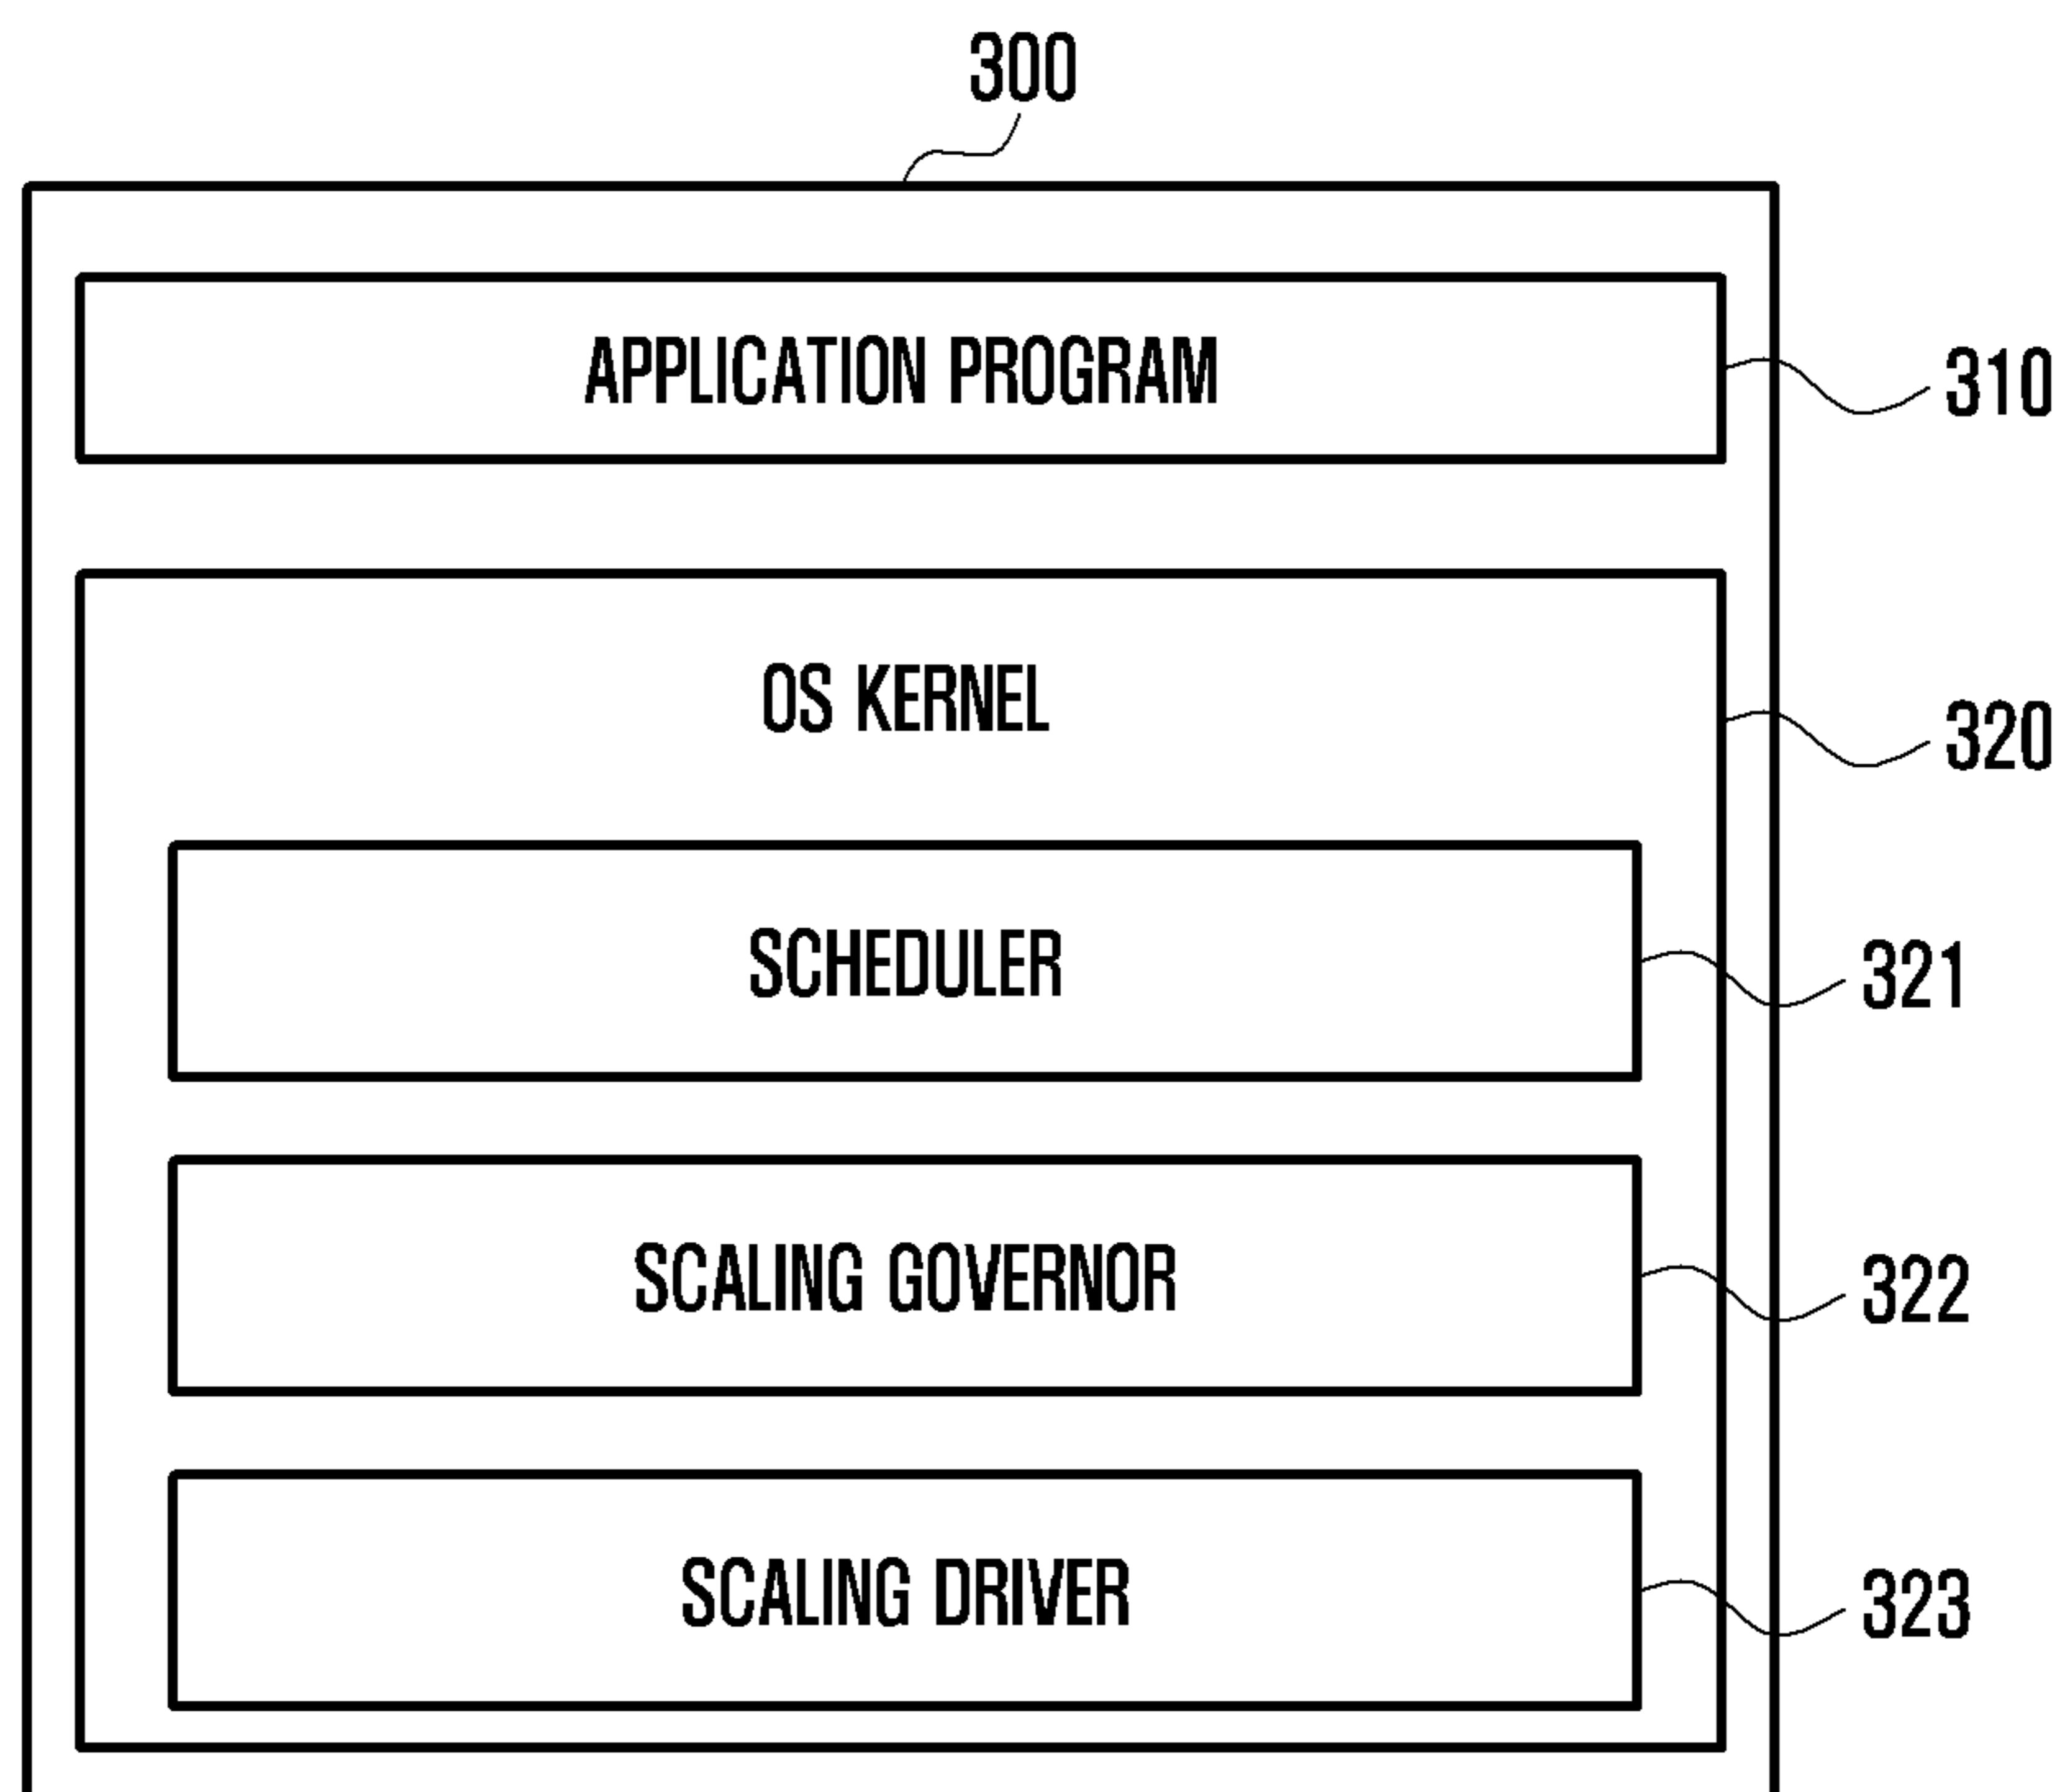 300
APPLICATION PROGRAM
310
OS KERNEL
320
SCHEDULER
321
SCALING GOVERNOR
322
SCALING DRIVER
323